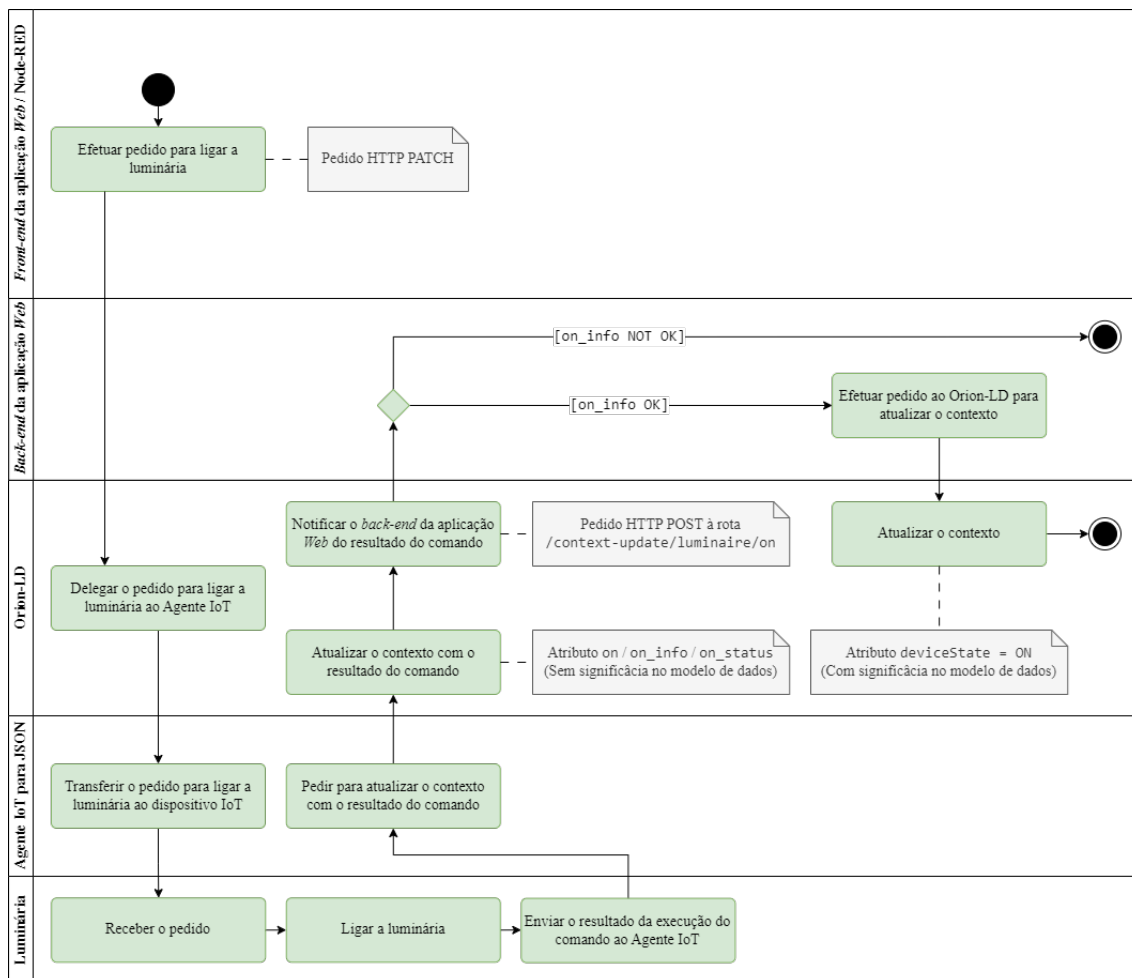 Front-end da aplicação Web / Node-RED
Efetuar pedido para ligar a
luminária
Pedido HTTP PATCH
Back-end da aplicação Web
[on_info NOT OK]
[on_info OK]
Efetuar pedido ao Orion-LD para
atualizar o contexto
Orion-LD
Notificar o back-end da aplicação
Web do resultado do comando
Pedido HTTP POST à rota
/context-update/luminaire/on
Atualizar o contexto
Delegar o pedido para ligar a
luminária ao Agente IoT
Atualizar o contexto com o
resultado do comando
Atributo on / on_info / on_status
(Sem significâcia no modelo de dados)
Atributo deviceState = ON
(Com significâcia no modelo de dados)
Agente IoT para JSON
Transferir o pedido para ligar a
luminária ao dispositivo IoT
Pedir para atualizar o contexto
com o resultado do comando
Luminária
Receber o pedido
Ligar a luminária
Enviar o resultado da execução do
comando ao Agente IoT